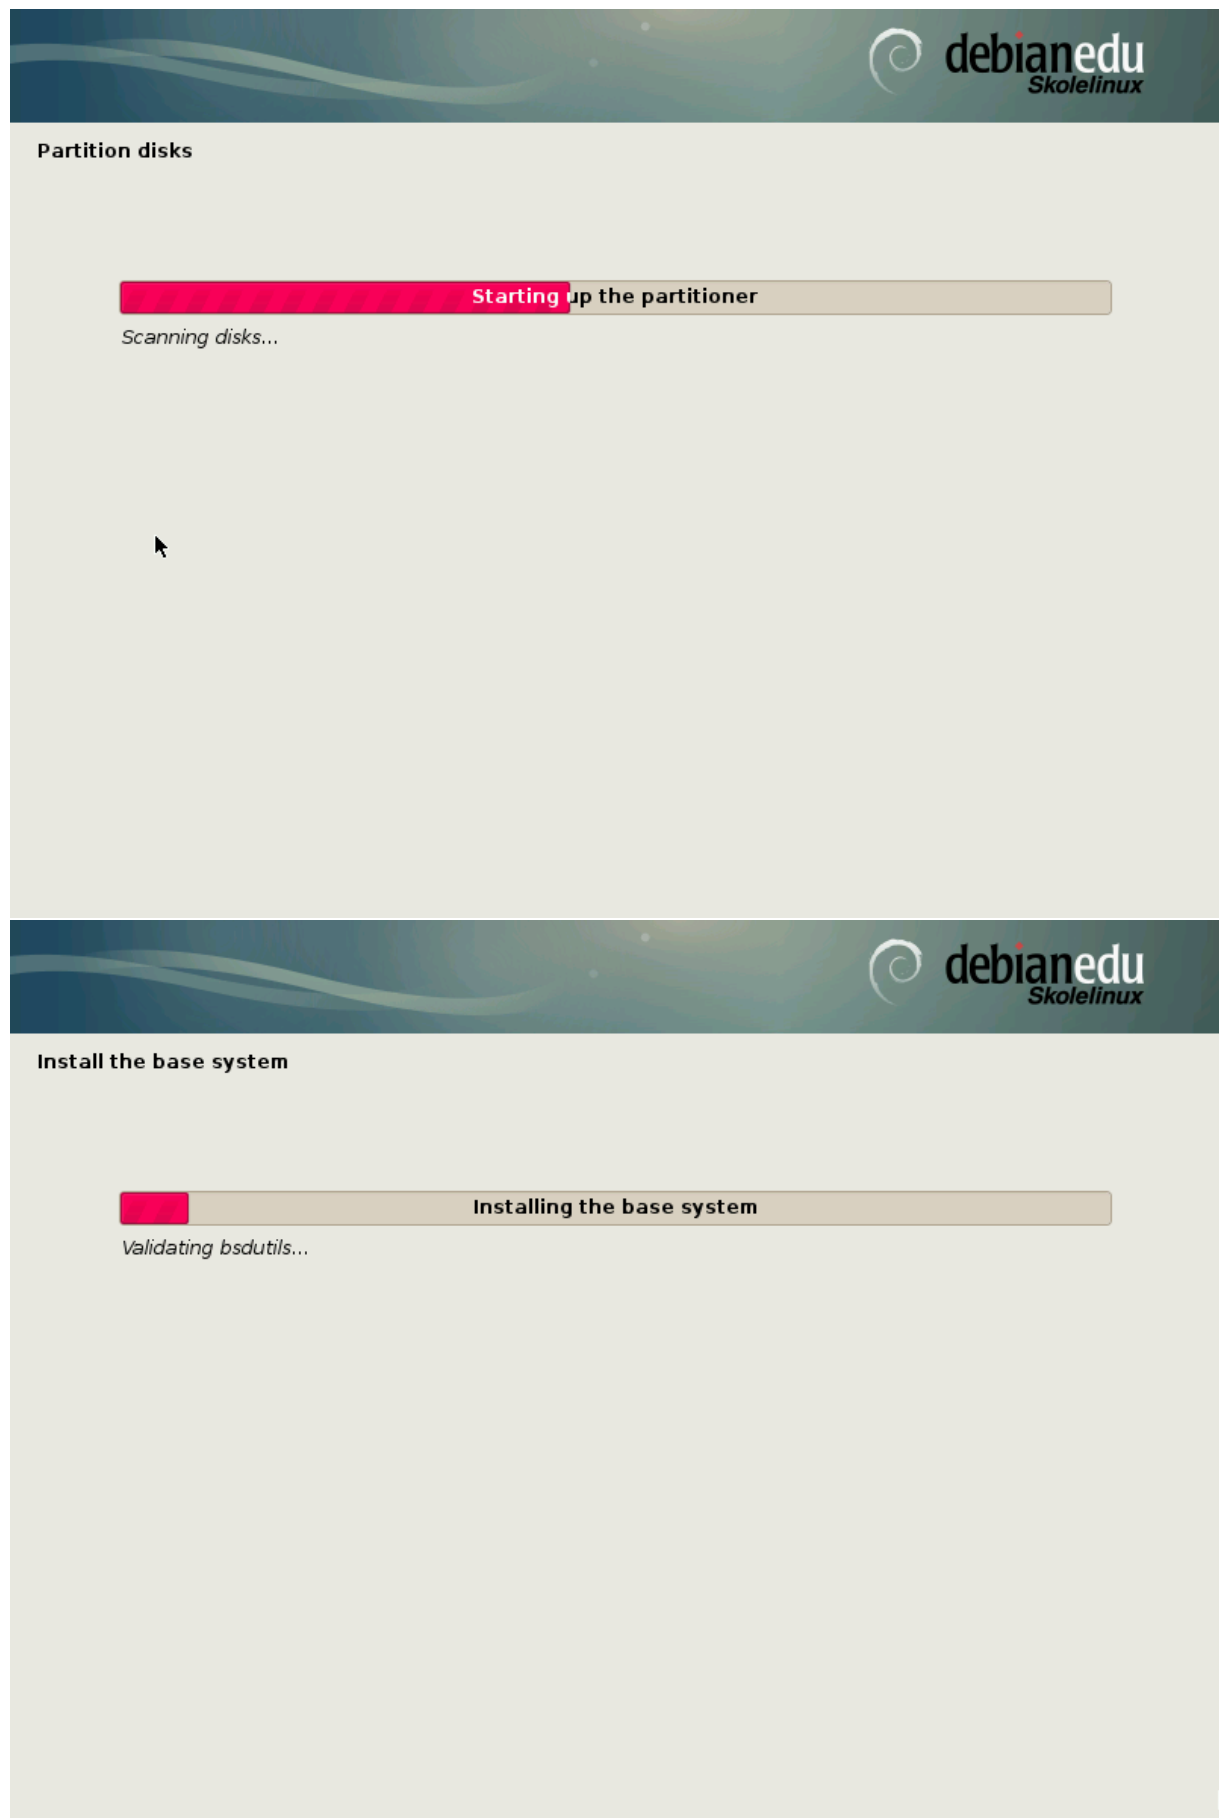 debianedu
Skolelinux
Partition disks
Starting up the partitioner
Scanning disks...
debianedu
Skolelinux
Install the base system
Installing the base system
Validating bsdutils...